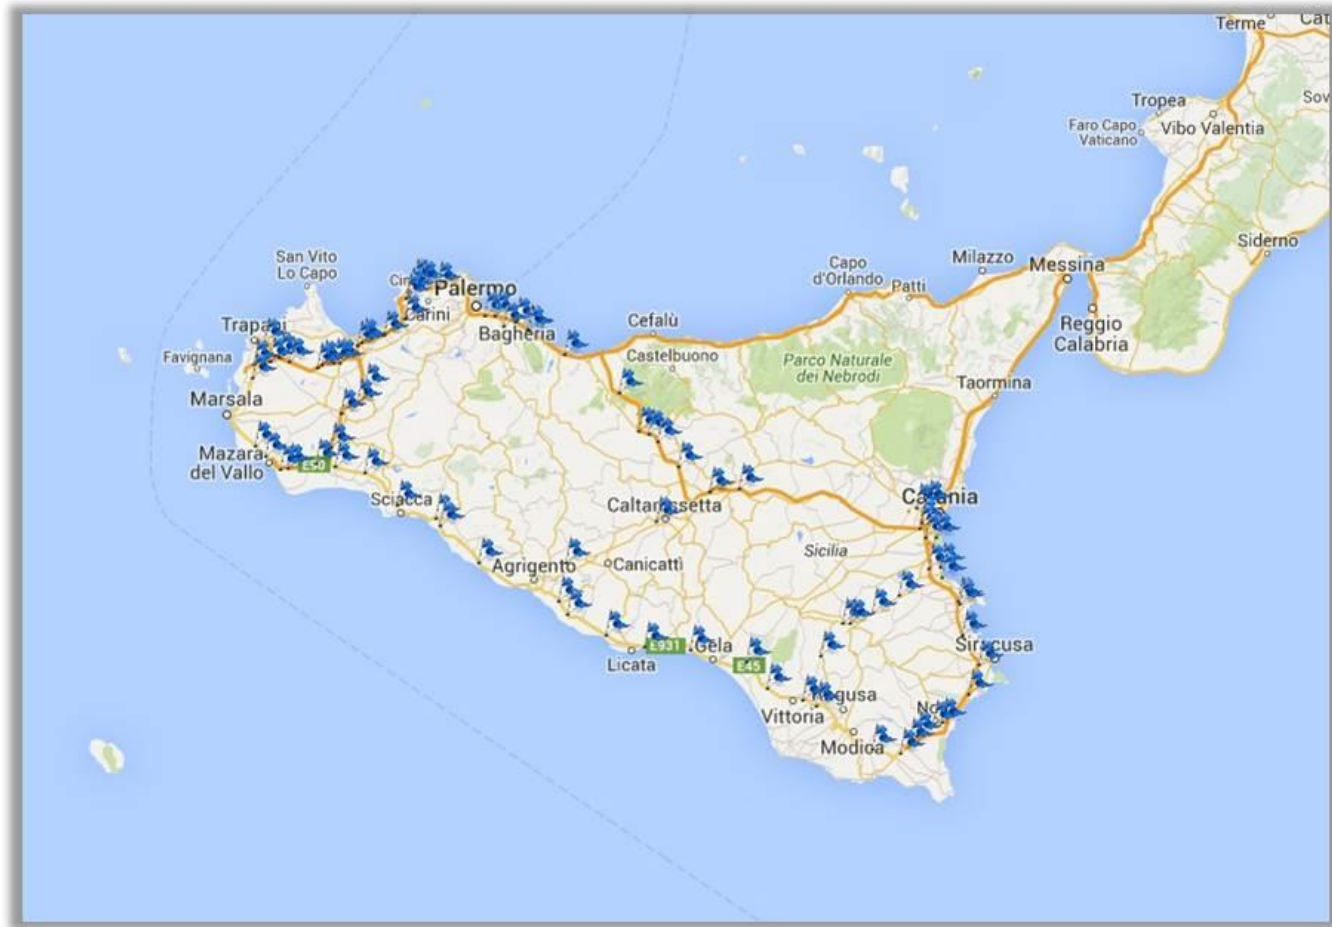 Terme
Cat
Tropea
Sov
Faro Capo
Vaticano
Vibo Valentia
Siderno
San Vito
Lo Capo
Capo
d'Orlando
Milazzo
Messina
Patti
Palermo
Carini
Reggio
Calabria
Trapani
Bagheria
Cefalù
Favignana
Castelbuono
Parco Naturale
dei Nebrodi
Taormina
Marsala
Mazara
del Vallo
E90
Sciacca
Caltanissetta
Catania
Sicilia
Agrigento
Canicattì
E931
Gela
Siracusa
Licata
E45
Ragusa
Vittoria
Modica